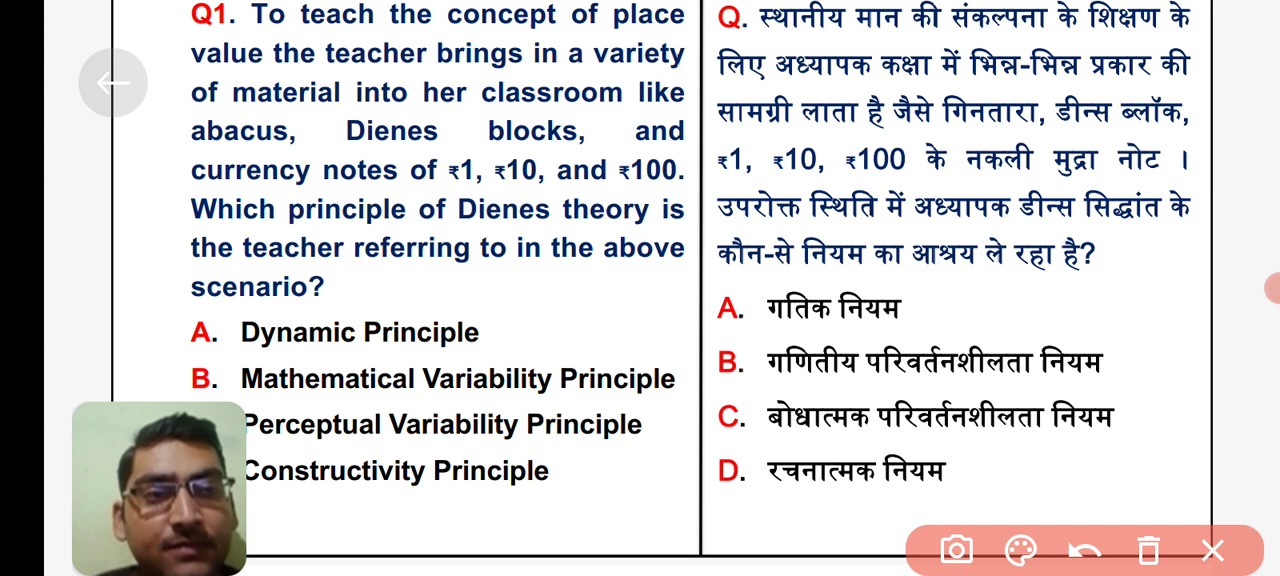 Q1. To teach the concept of place
value the teacher brings in a variety
of material into her classroom like
abacus, Dienes blocks, and
currency notes of ₹1, ₹10, and ₹100.
Which principle of Dienes theory is
the teacher referring to in the above
scenario?
A. Dynamic Principle
B. Mathematical Variability Principle
Perceptual Variability Principle
Constructivity Principle
Q. स्थानीय मान की संकल्पना के शिक्षण के
लिए अध्यापक कक्षा में भिन्न-भिन्न प्रकार की
सामग्री लाता है जैसे गिनतारा, डीन्स ब्लॉक,
₹1, ₹10, ₹100 के नकली मुद्रा नोट ।
उपरोक्त स्थिति में अध्यापक डीन्स सिद्धांत के
कौन-से नियम का आश्रय ले रहा है?
A. गतिक नियम
B. गणितीय परिवर्तनशीलता नियम
C. बोधात्मक परिवर्तनशीलता नियम
D. रचनात्मक नियम